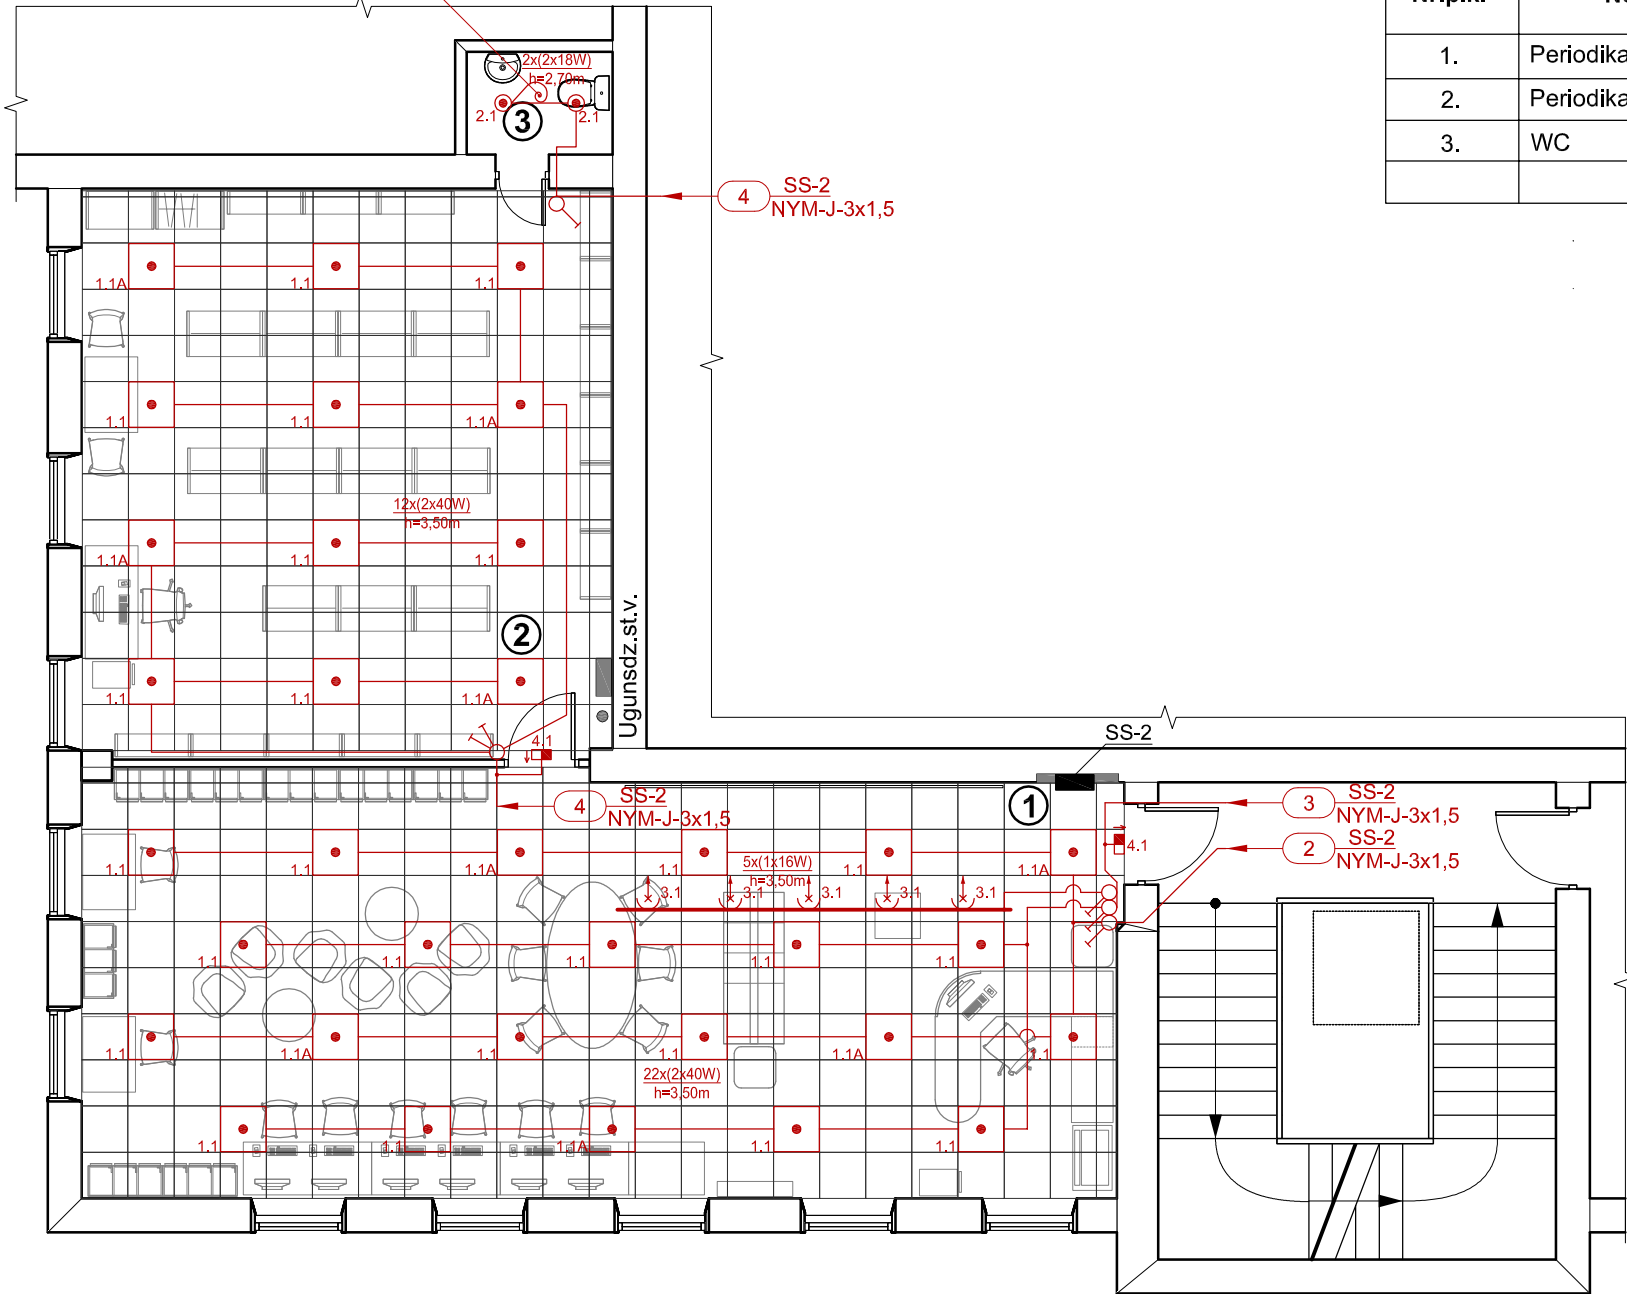 1. Periodika
2. Periodika
3. WC
2x(2x18W)
h=2,70m
2.1 3 2.1
4 SS-2
NYM-J-3x1,5
1.1A 1.1 1.1
1.1 1.1 1.1A
12x(2x40W)
h=3,50m
1.1A 1.1 1.1
2
Ugunsdz.st.v.
1.1 1.1 1.1A
4.1
SS-2
1
4 SS-2
NYM-J-3x1,5
3 SS-2
NYM-J-3x1,5
2 SS-2
NYM-J-3x1,5
4.1
1.1 1.1 1.1A 1.1 1.1 1.1A
5x(1x16W)
h=3,50m
3.1 3.1 3.1 3.1 3.1
1.1 1.1 1.1 1.1 1.1
1.1 1.1A 1.1 1.1 1.1A 1.1
22x(2x40W)
h=3,50m
1.1 1.1 1.1A 1.1 1.1